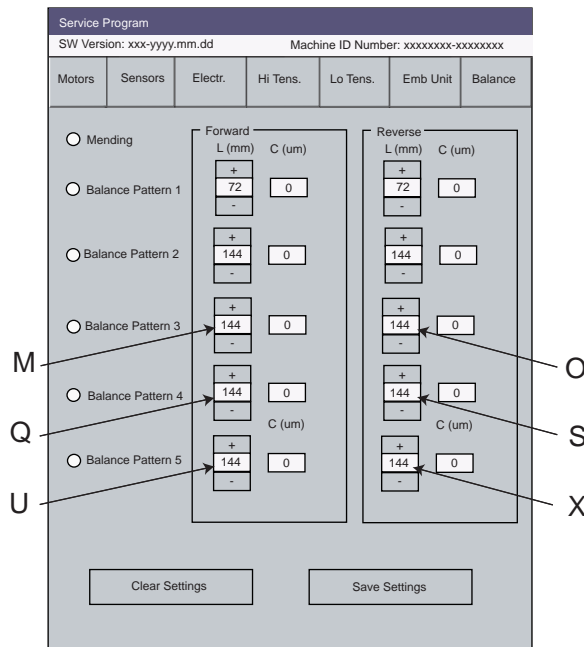 Service Program
SW Version: xxx-yyyy.mm.dd Machine ID Number: xxxxxxxx-xxxxxxxx
Motors Sensors Electr. Hi Tens. Lo Tens. Emb Unit Balance
Forward Reverse
Mending L (mm) C (um) L (mm) C (um)
+ +
Balance Pattern 1 72 0 72 0
- -
+ +
Balance Pattern 2 144 0 144 0
- -
+ +
Balance Pattern 3 144 0 144 0
- -
M O
+ +
Balance Pattern 4 144 0 144 0
- -
C (um) C (um)
Q S
+ +
Balance Pattern 5 144 0 144 0
- -
U X
Clear Settings Save Settings